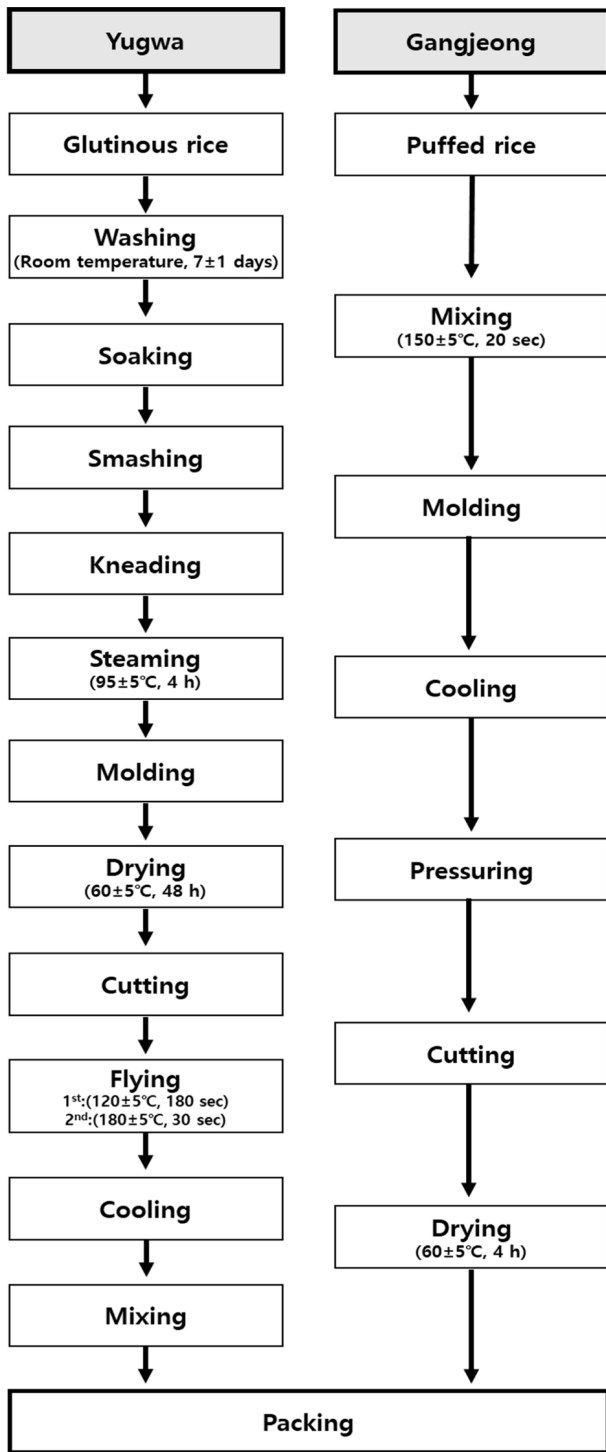 Yugwa
Glutinous rice
Washing
(Room temperature, 7±1 days)
Soaking
Smashing
Kneading
Steaming
(95±5℃, 4 h)
Molding
Drying
(60±5℃, 48 h)
Cutting
Flying
1st:(120±5℃, 180 sec)
2nd:(180±5℃, 30 sec)
Cooling
Mixing
Gangjeong
Puffed rice
Mixing
(150±5℃, 20 sec)
Molding
Cooling
Pressuring
Cutting
Drying
(60±5℃, 4 h)
Packing